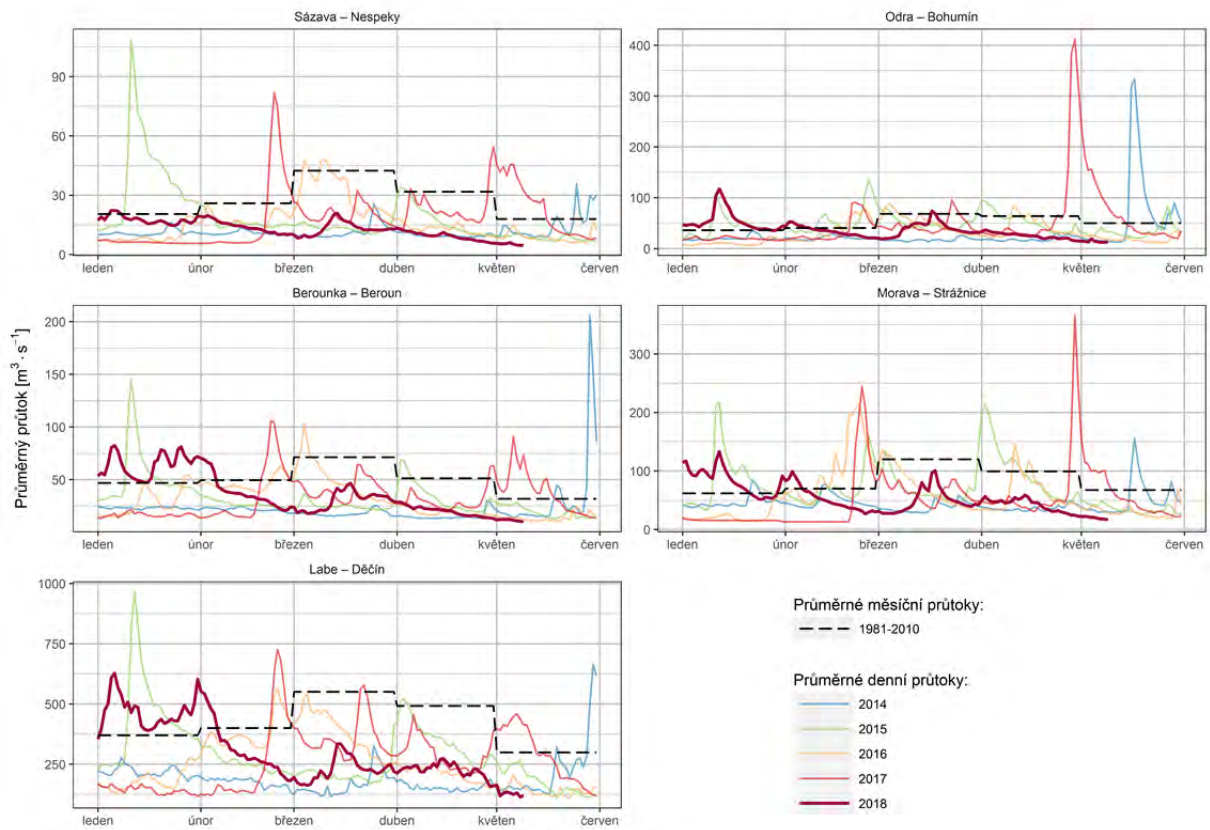 Sázava – Nespeky
90
60
30
0
leden únor březen duben květen červen
Odra – Bohumín
400
300
200
100
0
leden únor březen duben květen červen
Průměrný průtok [m³ · s⁻¹]
Berounka – Beroun
200
150
100
50
leden únor březen duben květen červen
Morava – Strážnice
300
200
100
0
leden únor březen duben květen červen
Labe – Děčín
1000
750
500
250
leden únor březen duben květen červen
Průměrné měsíční průtoky:
1981-2010
Průměrné denní průtoky:
2014
2015
2016
2017
2018